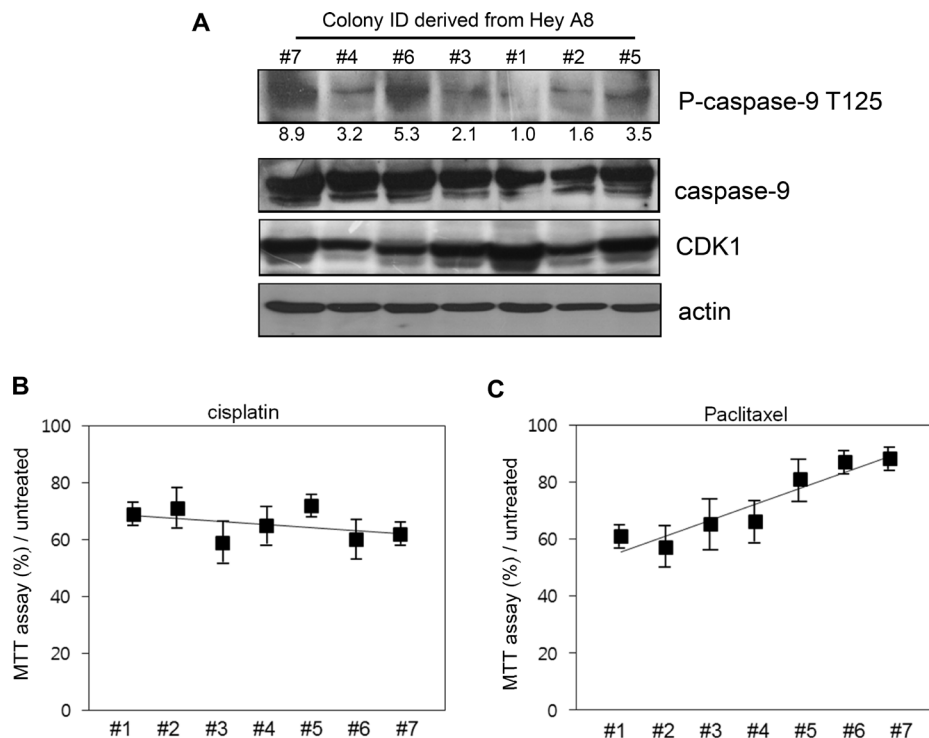 A
Colony ID derived from Hey A8
#7 #4 #6 #3 #1 #2 #5
P-caspase-9 T125
8.9 3.2 5.3 2.1 1.0 1.6 3.5
caspase-9
CDK1
actin
B
cisplatin
MTT assay (%) / untreated
100
80
60
40
20
0
#1 #2 #3 #4 #5 #6 #7
C
Paclitaxel
MTT assay (%) / untreated
100
80
60
40
20
0
#1 #2 #3 #4 #5 #6 #7